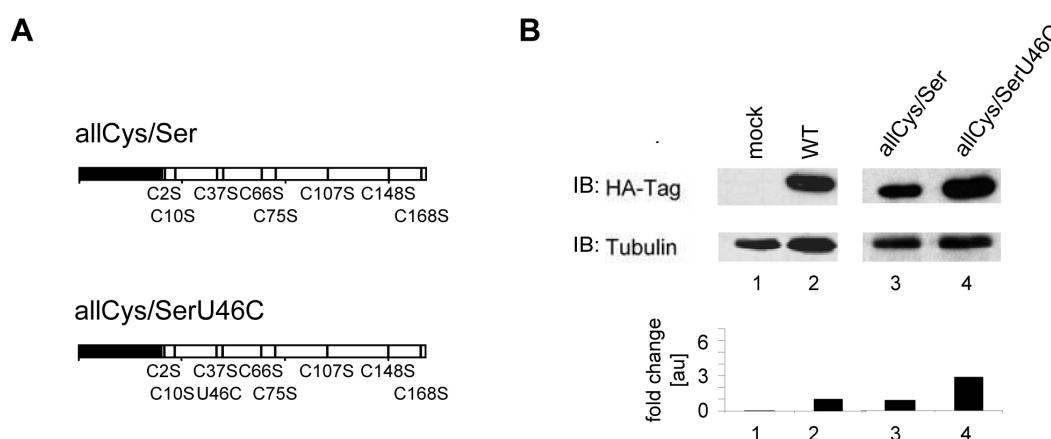 A
allCys/Ser
C2S C37S C66S C107S C148S
C10S C75S C168S
allCys/SerU46C
C2S C37S C66S C107S C148S
C10S U46C C75S C168S
B
mock WT allCys/Ser allCys/SerU46C
IB: HA-Tag
IB: Tubulin
1 2 3 4
fold change
[au]
6
3
0
1 2 3 4